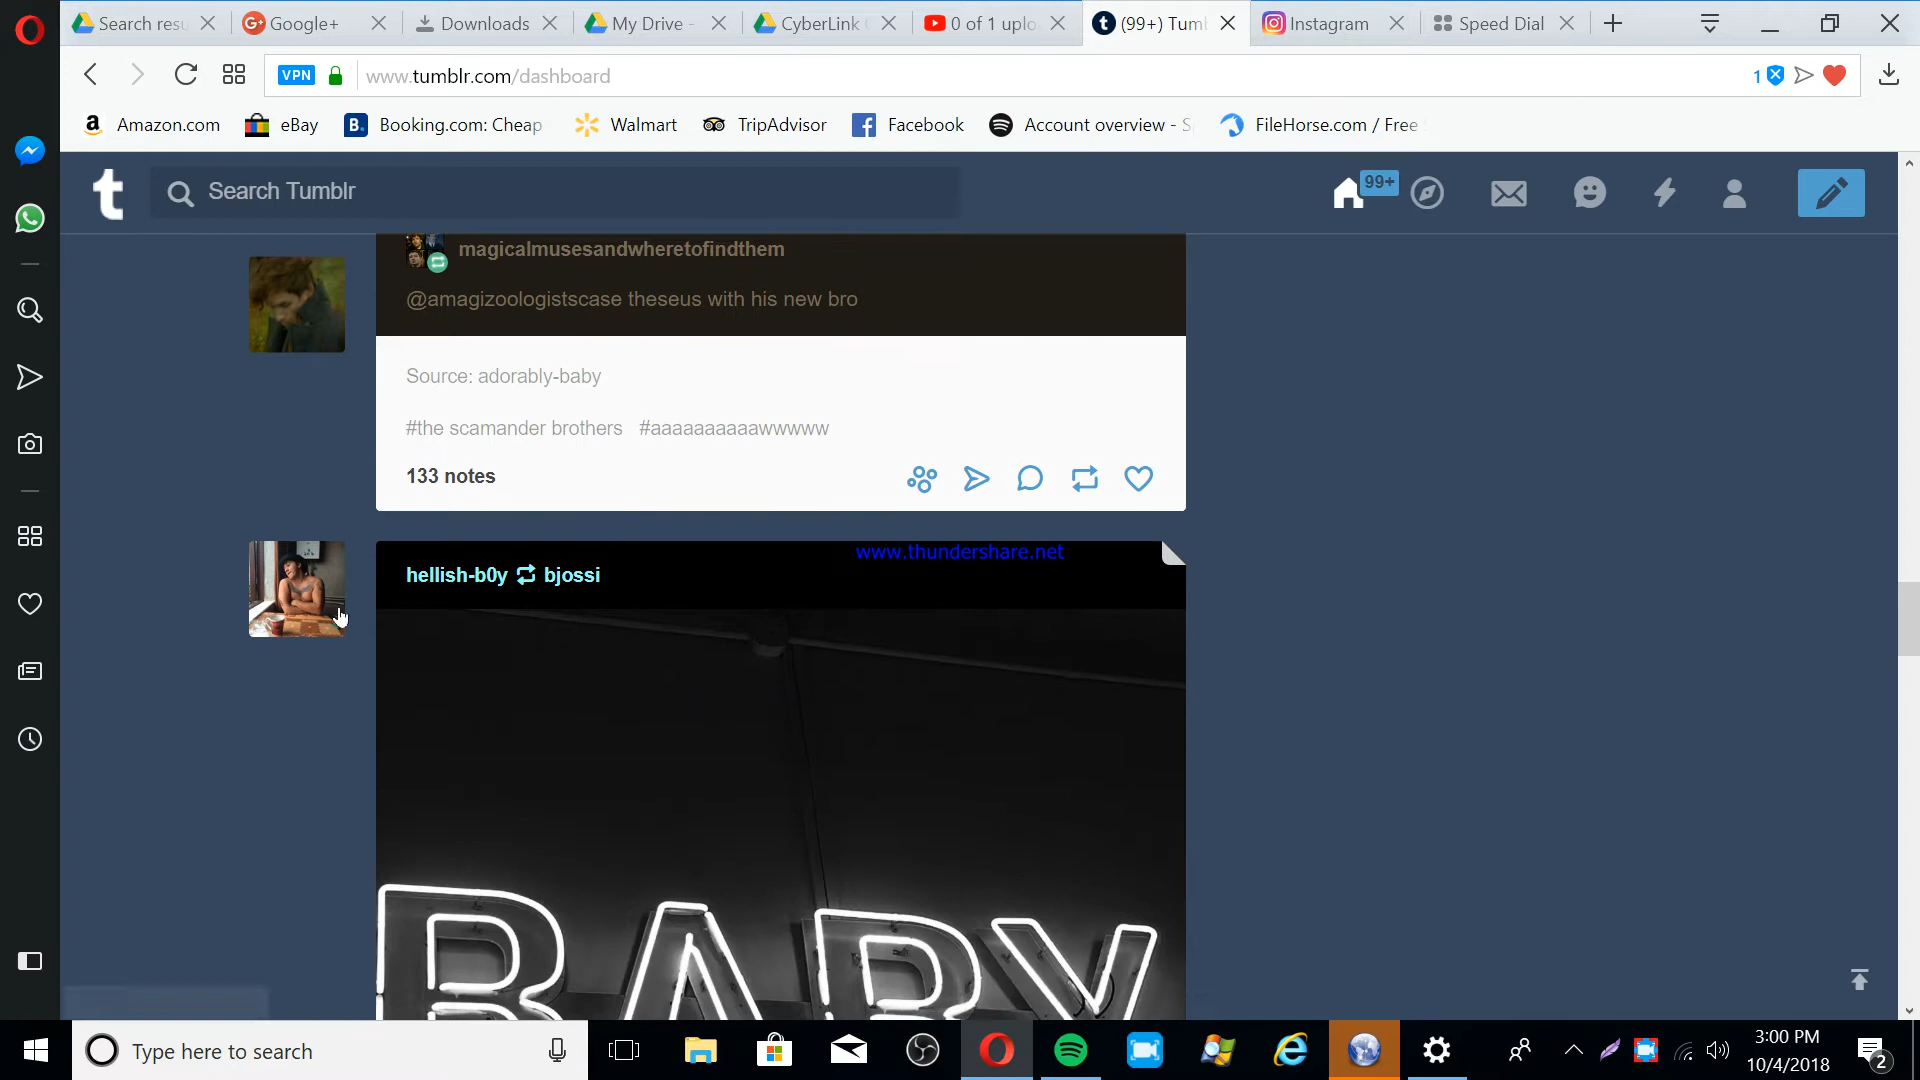 Search resu
Google+
Downloads
My Drive -
CyberLink
0 of 1 uplo
(99+) Tum
Instagram
Speed Dial
VPN
www.tumblr.com/dashboard
1
Amazon.com
eBay
Booking.com: Cheap
Walmart
TripAdvisor
Facebook
Account overview - S
FileHorse.com / Free
t
Search Tumblr
99+
magicalmusesandwheretofindthem
@amagizoologistscase theseus with his new bro
Source: adorably-baby
#the scamander brothers #aaaaaaaaaawwwww
133 notes
www.thundershare.net
hellish-b0y bjossi
BABY
Type here to search
3:00 PM
10/4/2018
2